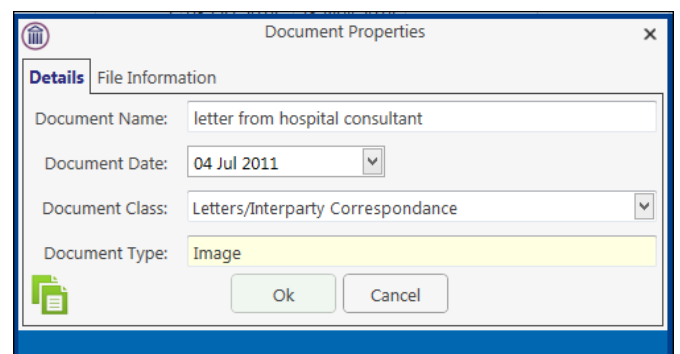 Document Properties
Details File Information
Document Name: letter from hospital consultant
Document Date: 04 Jul 2011
Document Class: Letters/Interparty Correspondance
Document Type: Image
Ok Cancel